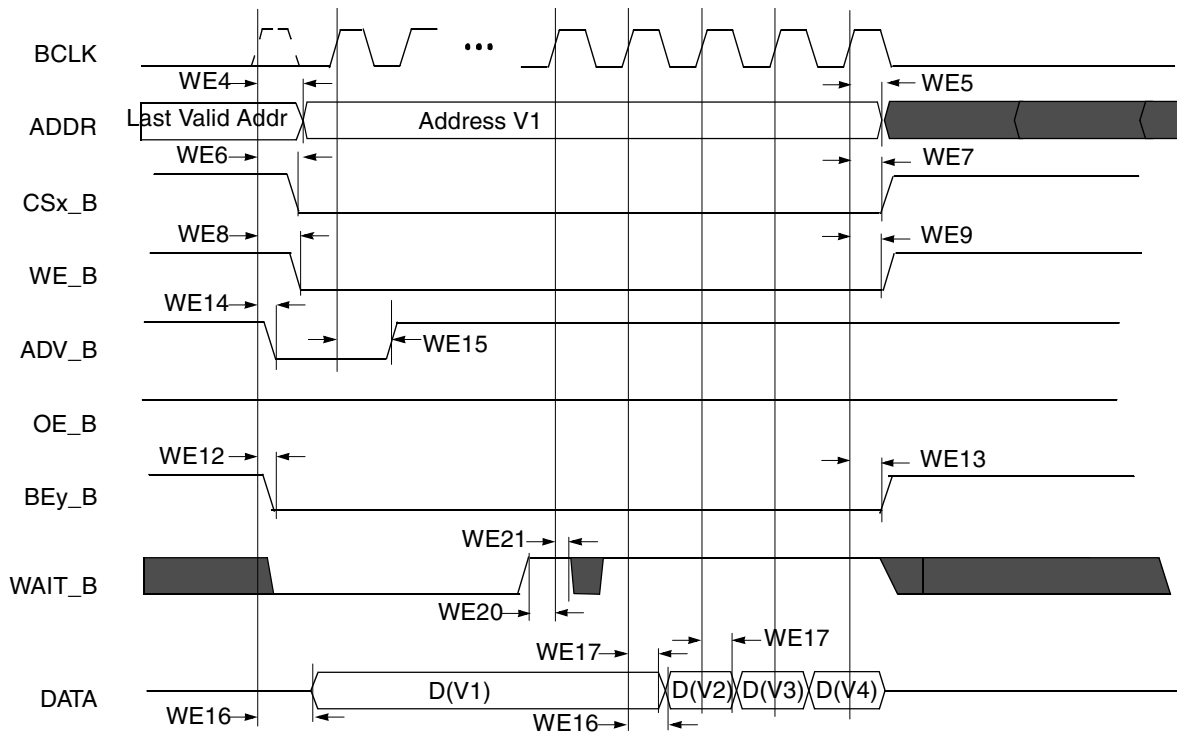 BCLK
...
WE4
WE5
ADDR
Last Valid Addr
Address V1
WE6
WE7
CSx_B
WE8
WE9
WE_B
WE14
ADV_B
WE15
OE_B
WE12
WE13
BEy_B
WE21
WAIT_B
WE20
WE17
WE17
DATA
D(V1)
D(V2)
D(V3)
D(V4)
WE16
WE16